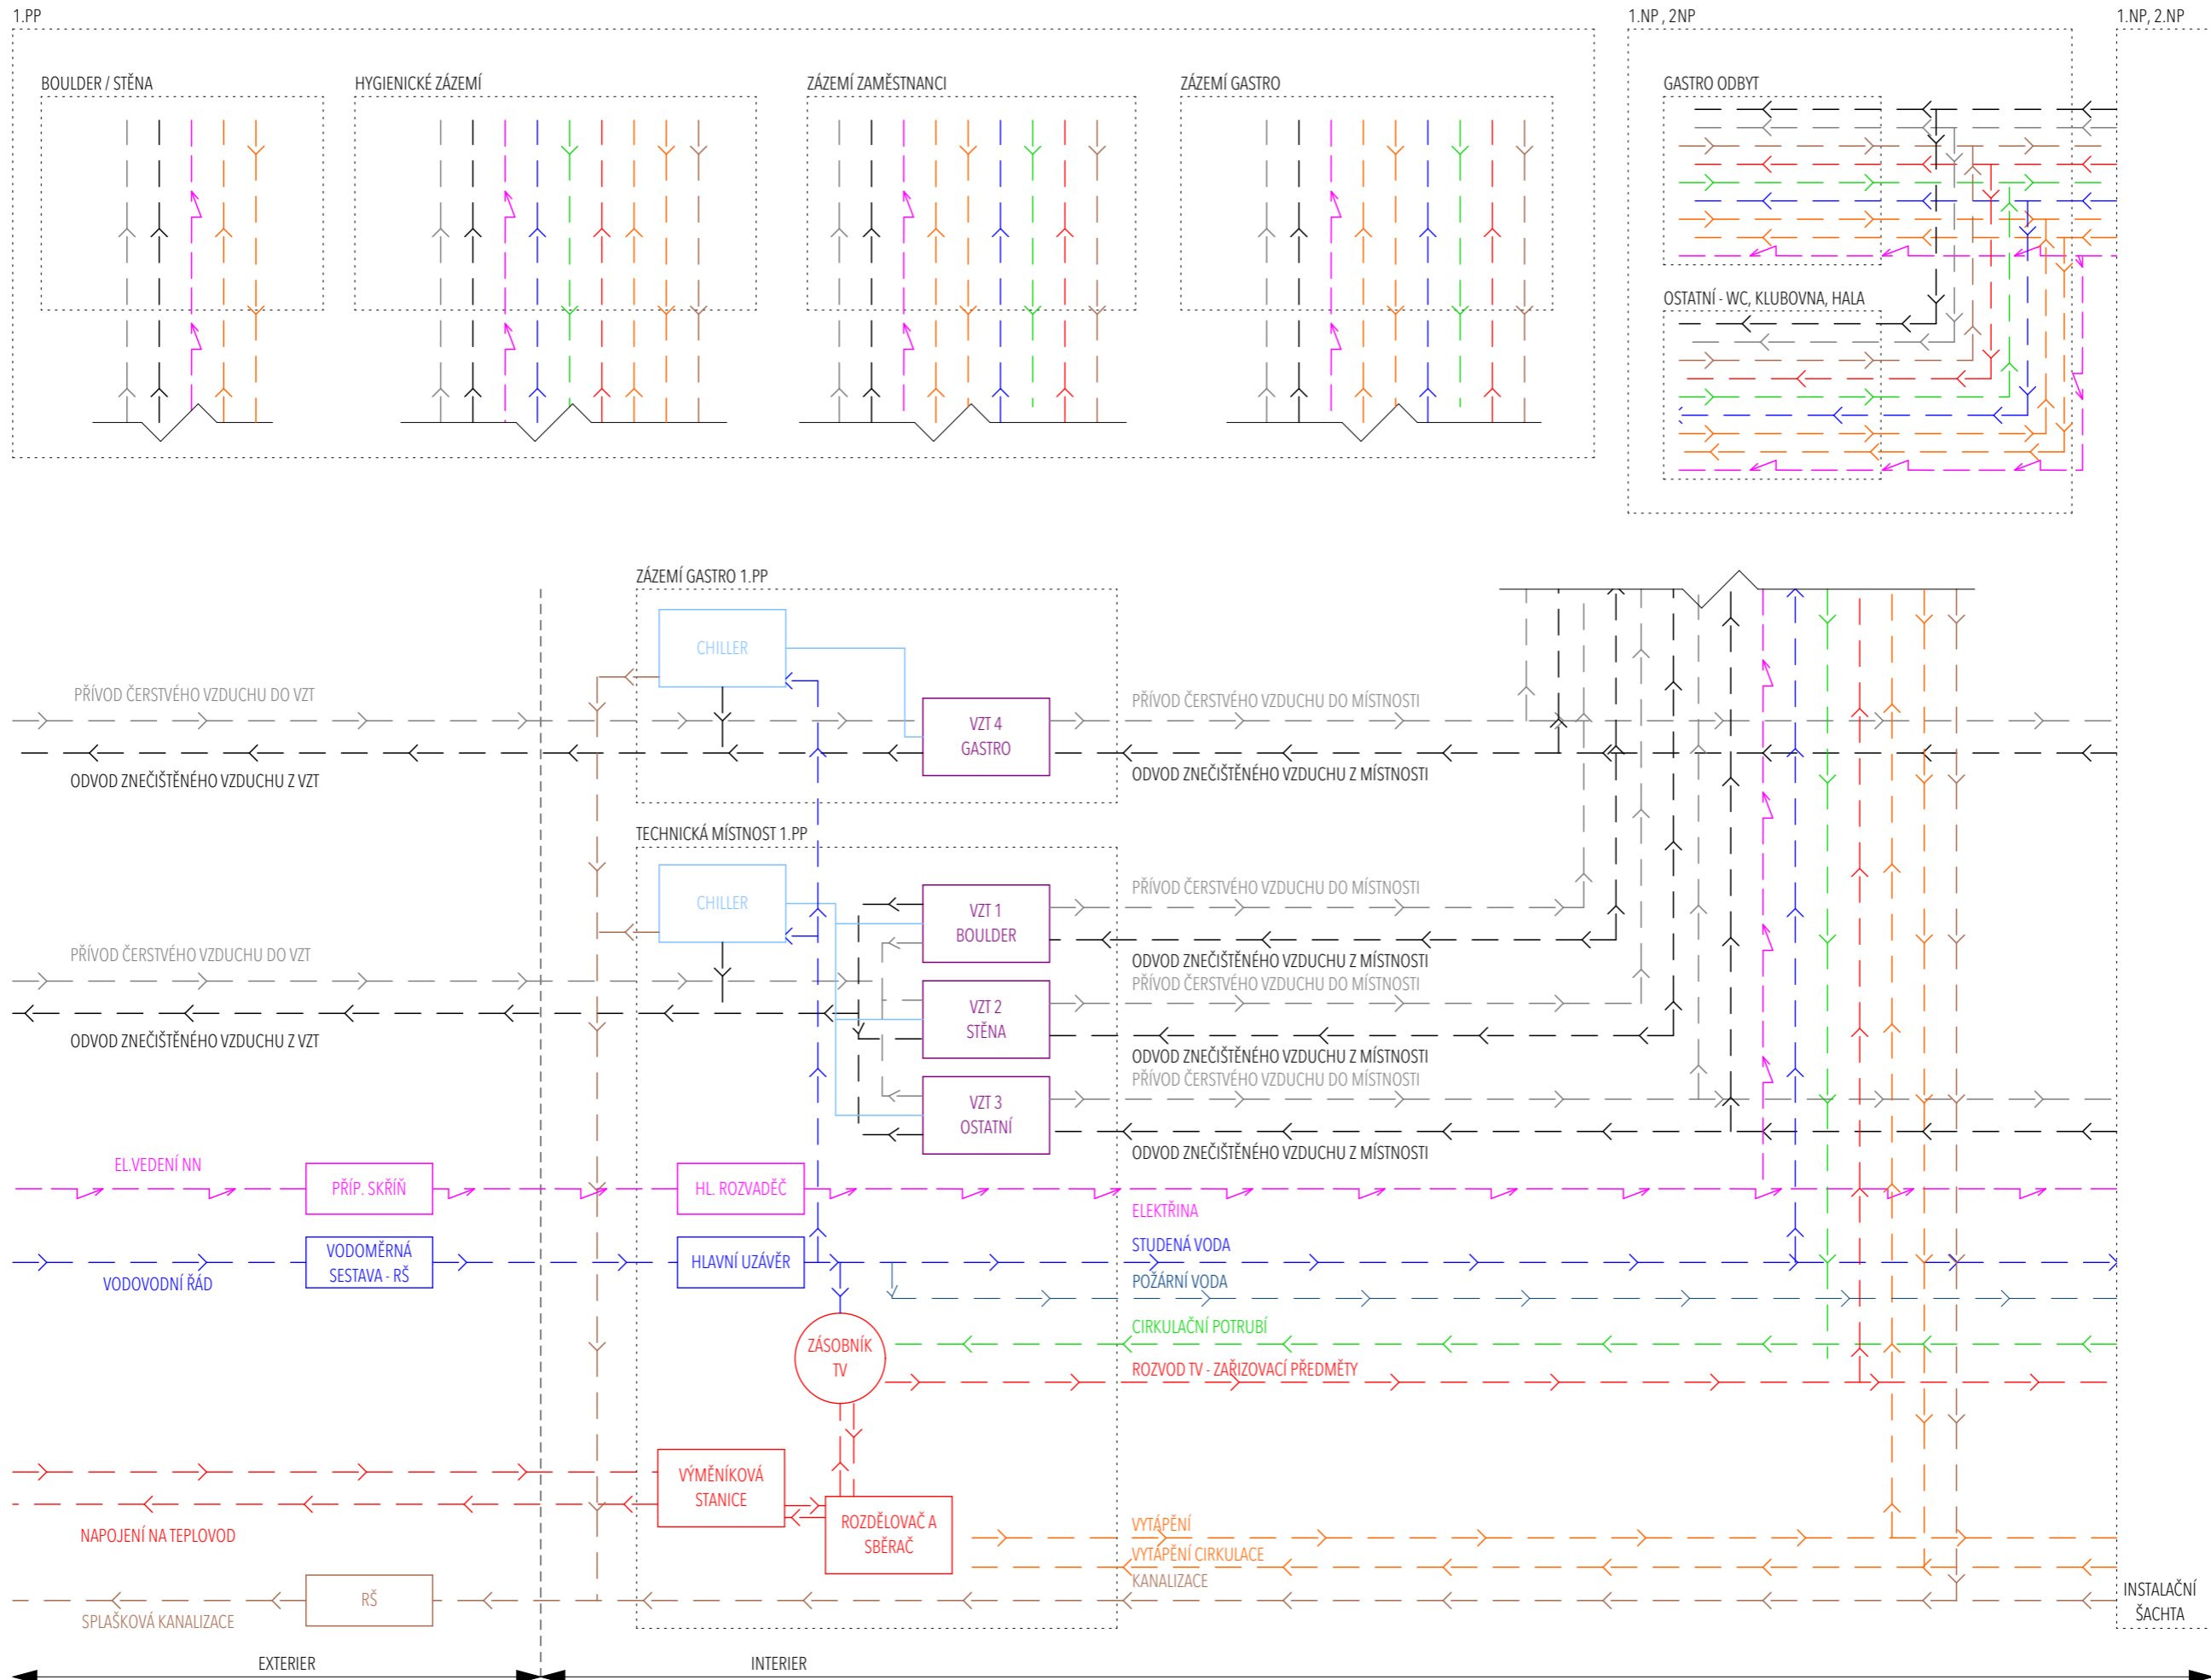 1.PP
1.NP , 2NP
1.NP, 2.NP
BOULDER / STĚNA
HYGIENICKÉ ZÁZEMÍ
ZÁZEMÍ ZAMĚSTNANCI
ZÁZEMÍ GASTRO
GASTRO ODBYT
OSTATNÍ - WC, KLUBOVNA, HALA
ZÁZEMÍ GASTRO 1.PP
CHILLER
PŘÍVOD ČERSTVÉHO VZDUCHU DO VZT
VZT 4
GASTRO
PŘÍVOD ČERSTVÉHO VZDUCHU DO MÍSTNOSTI
ODVOD ZNEČIŠTĚNÉHO VZDUCHU Z VZT
ODVOD ZNEČIŠTĚNÉHO VZDUCHU Z MÍSTNOSTI
TECHNICKÁ MÍSTNOST 1.PP
CHILLER
VZT 1
BOULDER
PŘÍVOD ČERSTVÉHO VZDUCHU DO MÍSTNOSTI
PŘÍVOD ČERSTVÉHO VZDUCHU DO VZT
ODVOD ZNEČIŠTĚNÉHO VZDUCHU Z MÍSTNOSTI
PŘÍVOD ČERSTVÉHO VZDUCHU DO MÍSTNOSTI
VZT 2
STĚNA
ODVOD ZNEČIŠTĚNÉHO VZDUCHU Z VZT
ODVOD ZNEČIŠTĚNÉHO VZDUCHU Z MÍSTNOSTI
PŘÍVOD ČERSTVÉHO VZDUCHU DO MÍSTNOSTI
VZT 3
OSTATNÍ
ODVOD ZNEČIŠTĚNÉHO VZDUCHU Z MÍSTNOSTI
EL.VEDENÍ NN
PŘÍP. SKŘÍŇ
HL. ROZVADĚČ
ELEKTŘINA
VODOVODNÍ ŘÁD
VODOMĚRNÁ
SESTAVA - RŠ
HLAVNÍ UZÁVĚR
STUDENÁ VODA
POŽÁRNÍ VODA
CIRKULAČNÍ POTRUBÍ
ZÁSOBNÍK
TV
ROZVOD TV - ZAŘIZOVACÍ PŘEDMĚTY
VÝMĚNÍKOVÁ
STANICE
NAPOJENÍ NA TEPLOVOD
ROZDĚLOVAČ A
SBĚRAČ
VYTÁPĚNÍ
VYTÁPĚNÍ CIRKULACE
KANALIZACE
RŠ
SPLAŠKOVÁ KANALIZACE
INSTALAČNÍ
ŠACHTA
EXTERIER
INTERIER